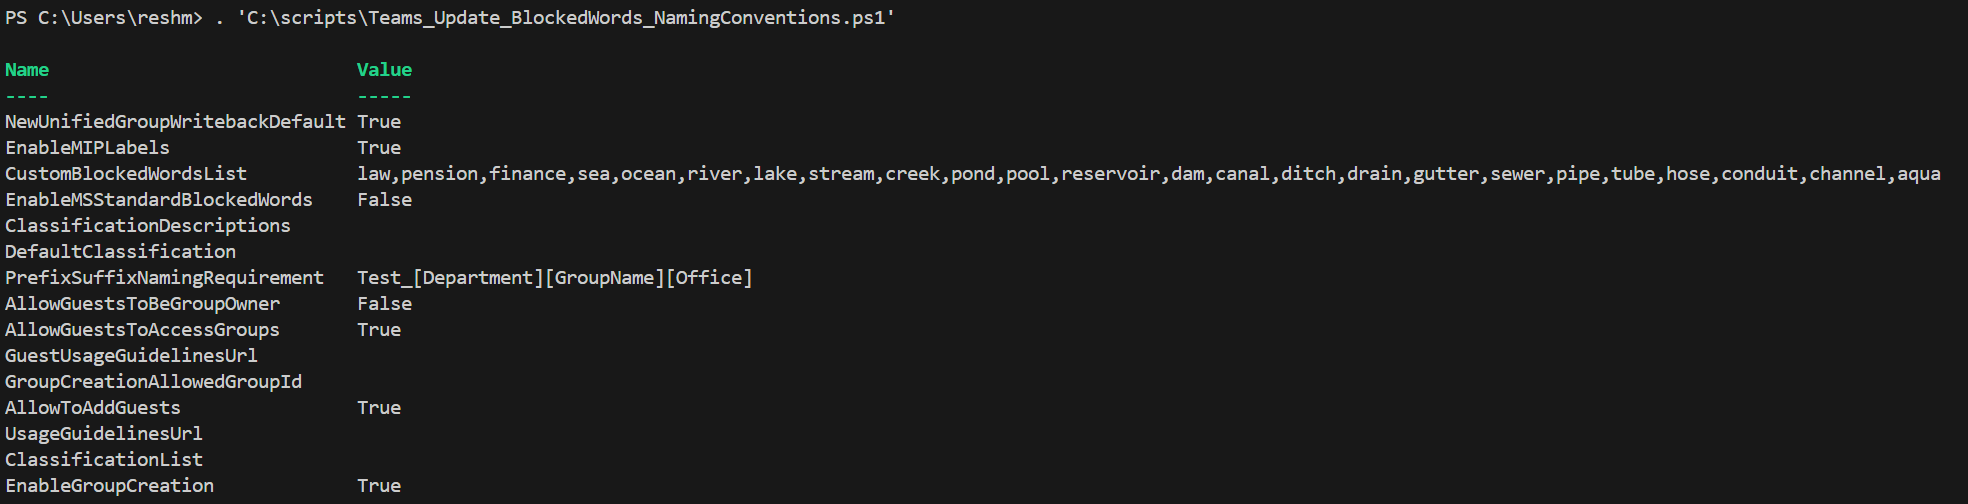 PS C:\Users\reshm> . 'C:\scripts\Teams_Update_BlockedWords_NamingConventions.ps1'
Name Value
---- -----
NewUnifiedGroupWritebackDefault True
EnableMIPLabels True
CustomBlockedWordsList law,pension,finance,sea,ocean,river,lake,stream,creek,pond,pool,reservoir,dam,canal,ditch,drain,gutter,sewer,pipe,tube,hose,conduit,channel,aqua
EnableMSStandardBlockedWords False
ClassificationDescriptions
DefaultClassification
PrefixSuffixNamingRequirement Test_[Department][GroupName][Office]
AllowGuestsToBeGroupOwner False
AllowGuestsToAccessGroups True
GuestUsageGuidelinesUrl
GroupCreationAllowedGroupId
AllowToAddGuests True
UsageGuidelinesUrl
ClassificationList
EnableGroupCreation True